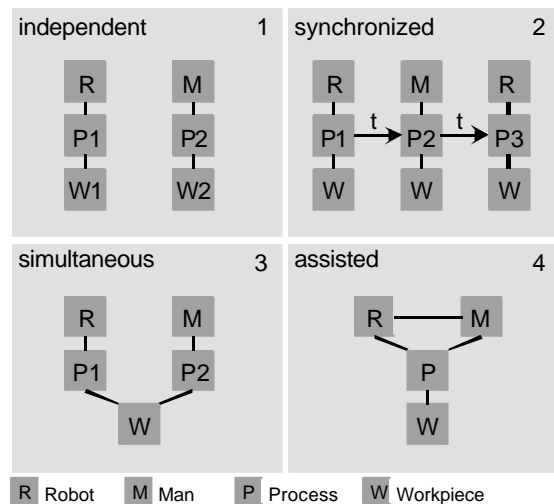 independent 1
R M
P1 P2
W1 W2
synchronized 2
R M R
P1 t P2 t P3
W W W
simultaneous 3
R M
P1 P2
W
assisted 4
R M
P
W
R Robot M Man P Process W Workpiece